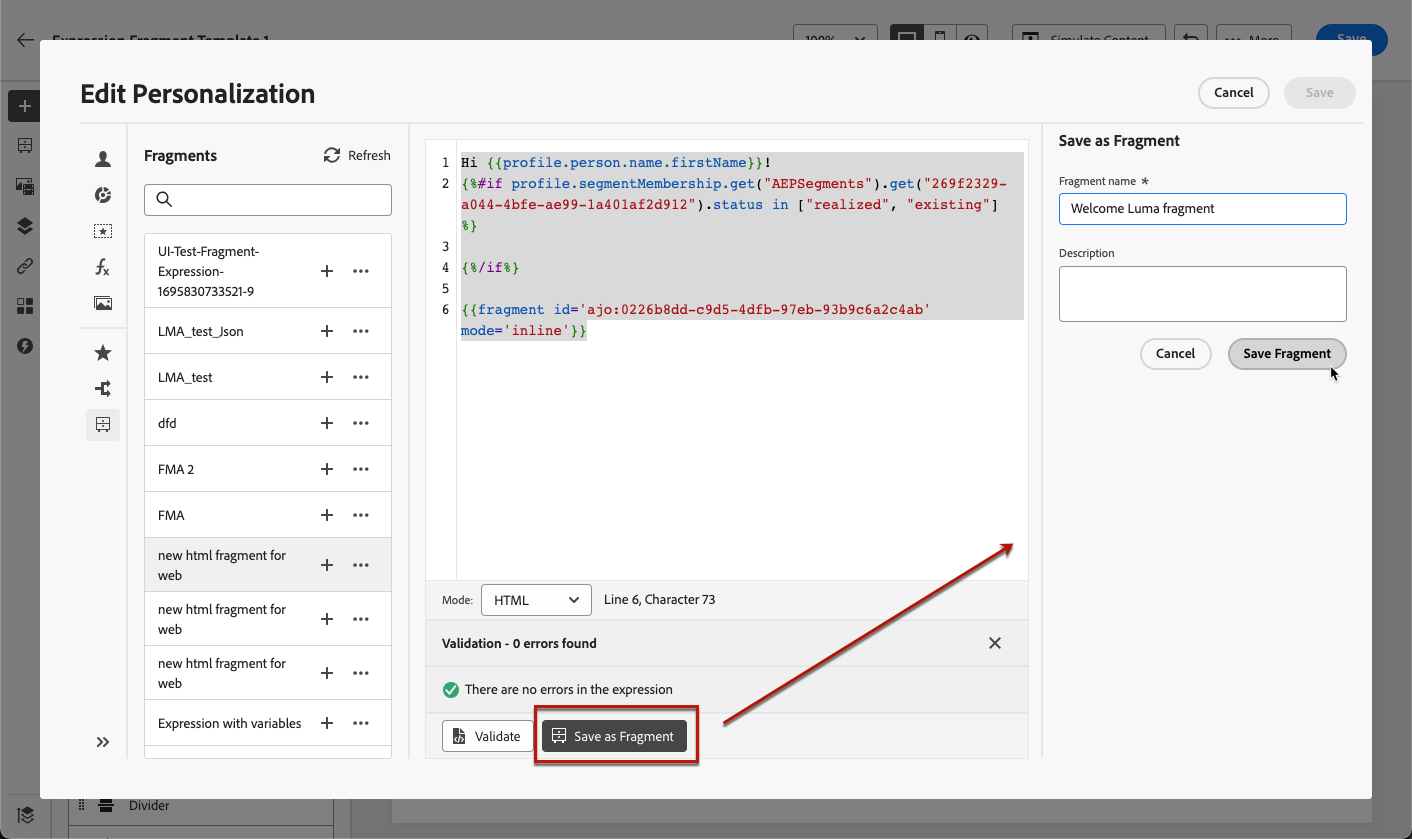 Expression Fragment Template 1
100%
Simulate Content
More
Save
Edit Personalization
Cancel
Save
Fragments
Refresh
UI-Test-Fragment-
Expression-
1695830733521-9
LMA_test_Json
LMA_test
dfd
FMA 2
FMA
new html fragment for
web
new html fragment for
web
new html fragment for
web
Expression with variables
1 Hi {{profile.person.name.firstName}}!
2 {%#if profile.segmentMembership.get("AEPSegments").get("269f2329-
a044-4bfe-ae99-1a401af2d912").status in ["realized", "existing"]
%}
3
4 {%/if%}
5
6 {{fragment id='ajo:0226b8dd-c9d5-4dfb-97eb-93b9c6a2c4ab'
mode='inline'}}
Mode:
HTML
Line 6, Character 73
Validation - 0 errors found
There are no errors in the expression
Validate
Save as Fragment
Save as Fragment
Fragment name *
Welcome Luma fragment
Description
Cancel
Save Fragment
Divider